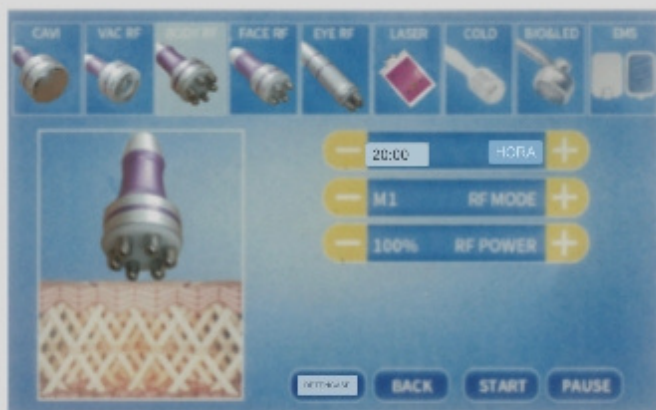 CAVI
VAC RF
BODY RF
FACE RF
EYE RF
LASER
COLD
BIO&LED
EMS
20:00 HORA
M1 RF MODE
100% RF POWER
BACK
START
PAUSE